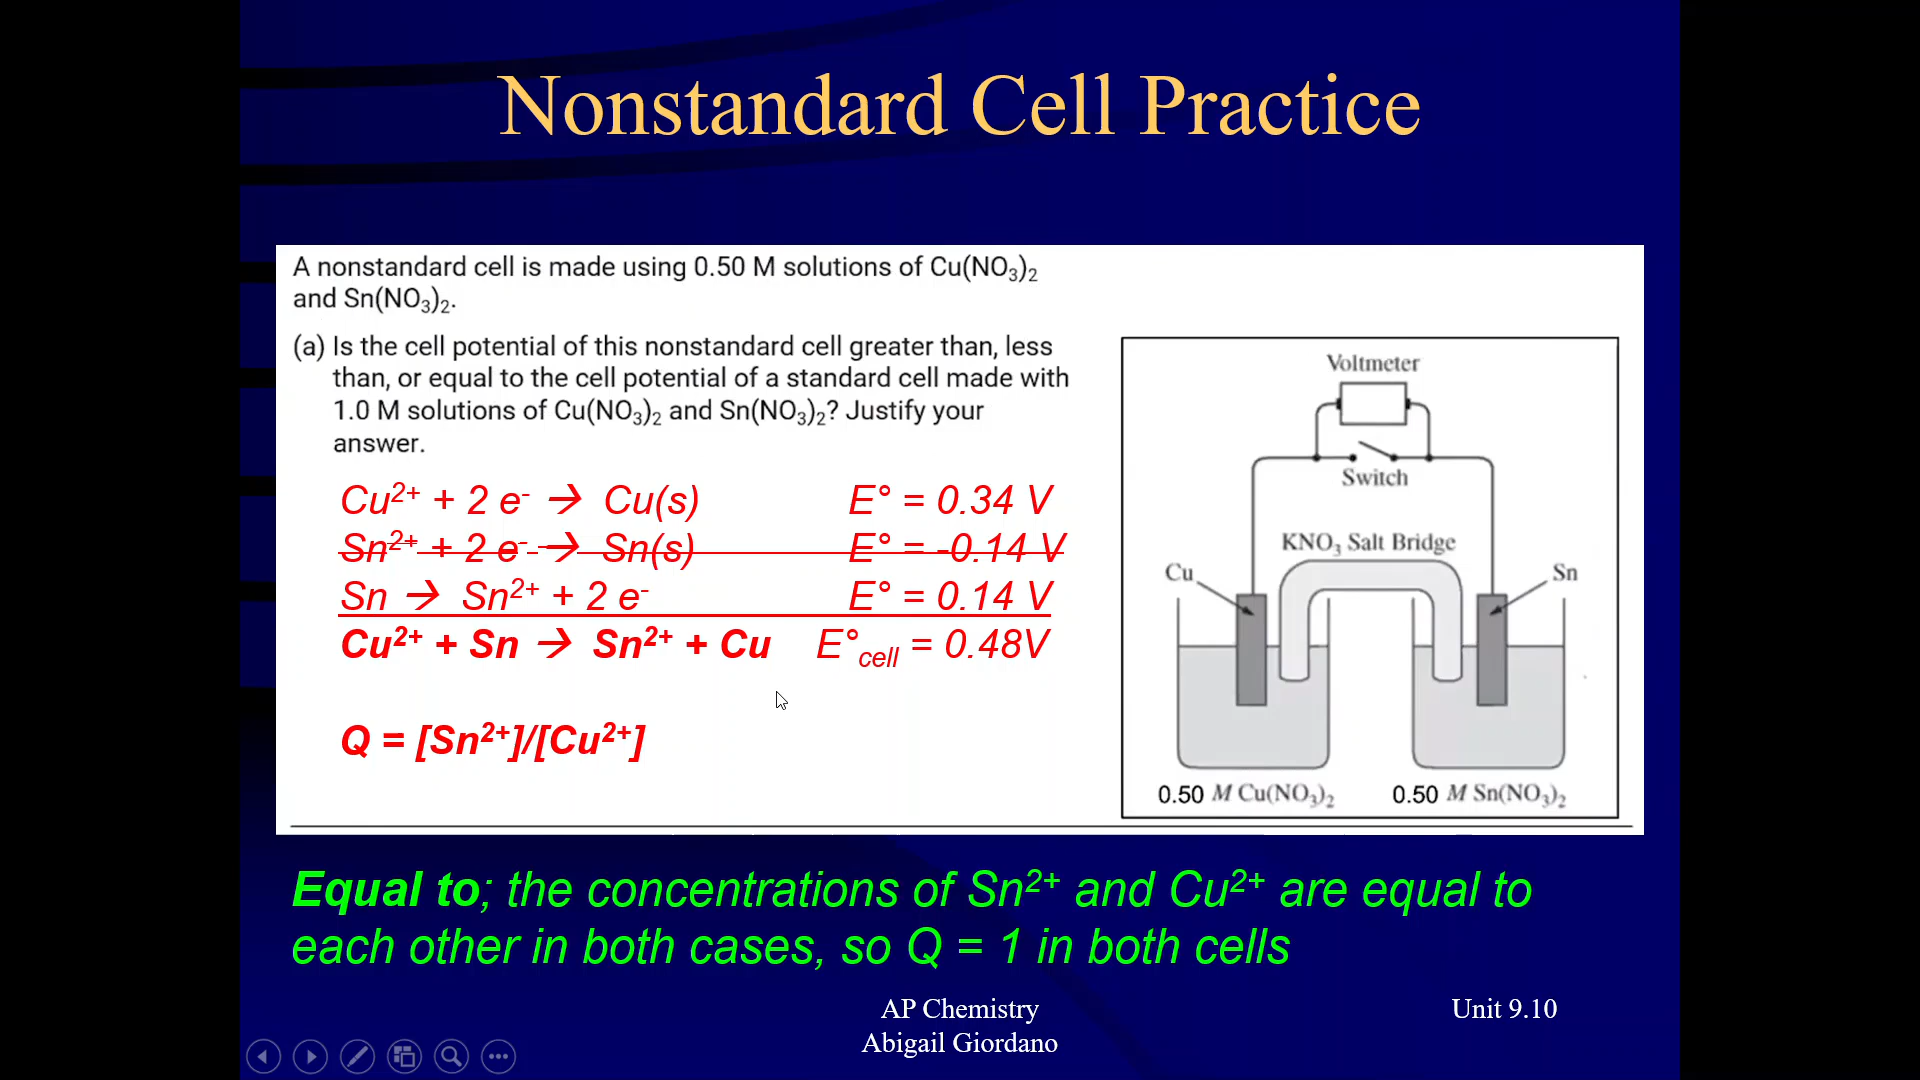 Nonstandard Cell Practice
A nonstandard cell is made using 0.50 M solutions of Cu(NO₃)₂
and Sn(NO₃)₂.
(a) Is the cell potential of this nonstandard cell greater than, less
than, or equal to the cell potential of a standard cell made with
1.0 M solutions of Cu(NO₃)₂ and Sn(NO₃)₂? Justify your
answer.
Cu²⁺ + 2 e⁻ → Cu(s) E° = 0.34 V
Sn²⁺ + 2 e⁻ → Sn(s) E° = -0.14 V
Sn → Sn²⁺ + 2 e⁻ E° = 0.14 V
Cu²⁺ + Sn → Sn²⁺ + Cu E°cell = 0.48V
Q = [Sn²⁺]/[Cu²⁺]
Voltmeter
Switch
KNO₃ Salt Bridge
Cu Sn
0.50 M Cu(NO₃)₂ 0.50 M Sn(NO₃)₂
Equal to; the concentrations of Sn²⁺ and Cu²⁺ are equal to
each other in both cases, so Q = 1 in both cells
AP Chemistry Unit 9.10
Abigail Giordano